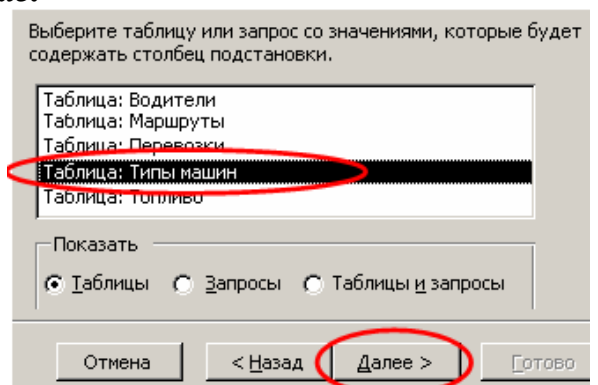 Выберите таблицу или запрос со значениями, которые будет
содержать столбец подстановки.
Таблица: Водители
Таблица: Маршруты
Таблица: Перевозки
Таблица: Типы машин
Таблица: Топливо
Показать
Таблицы Запросы Таблицы и запросы
Отмена < Назад Далее > Готово